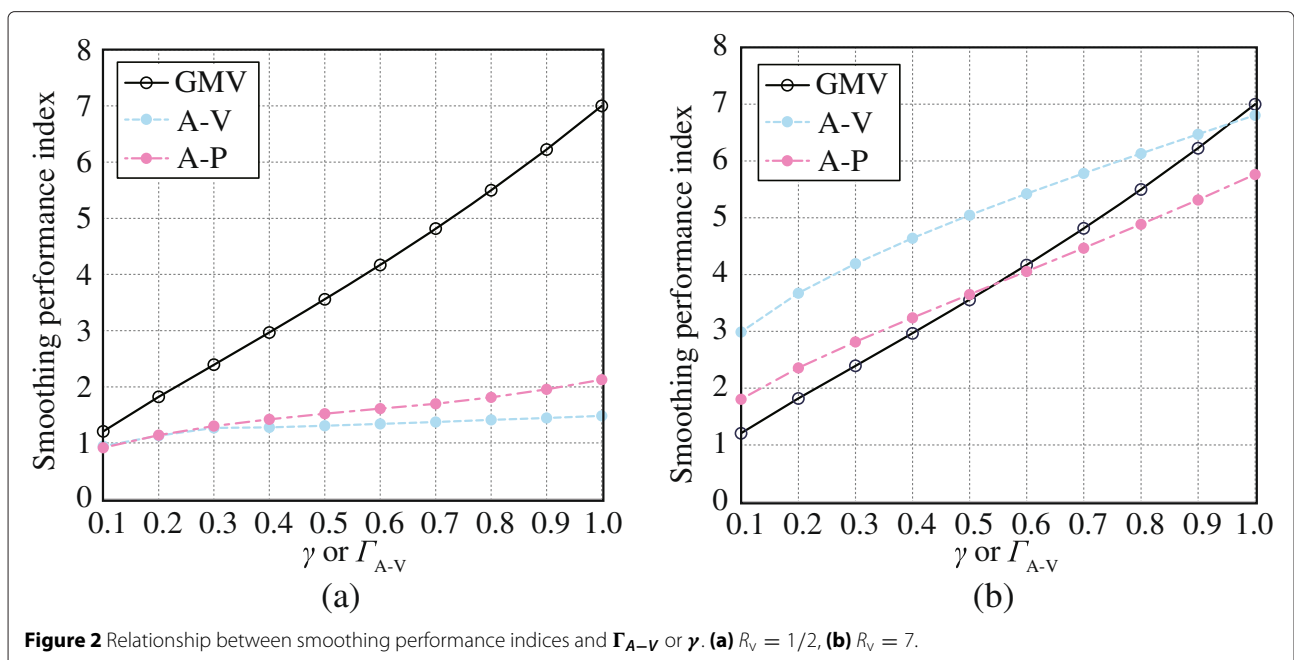 8
7
6
5
4
3
2
1
0
Smoothing performance index
GMV
A-V
A-P
0.1 0.2 0.3 0.4 0.5 0.6 0.7 0.8 0.9 1.0
γ or Γ_A-V
(a)
8
7
6
5
4
3
2
1
0
Smoothing performance index
GMV
A-V
A-P
0.1 0.2 0.3 0.4 0.5 0.6 0.7 0.8 0.9 1.0
γ or Γ_A-V
(b)
Figure 2 Relationship between smoothing performance indices and Γ_A−V or γ. (a) R_v = 1/2, (b) R_v = 7.